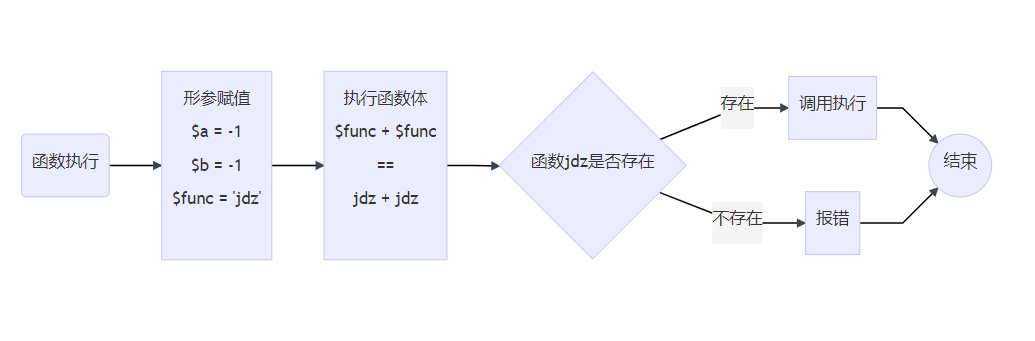 函数执行
形参赋值
$a = -1
$b = -1
$func = 'jdz'
执行函数体
$func + $func
==
jdz + jdz
函数jdz是否存在
存在
调用执行
不存在
报错
结束